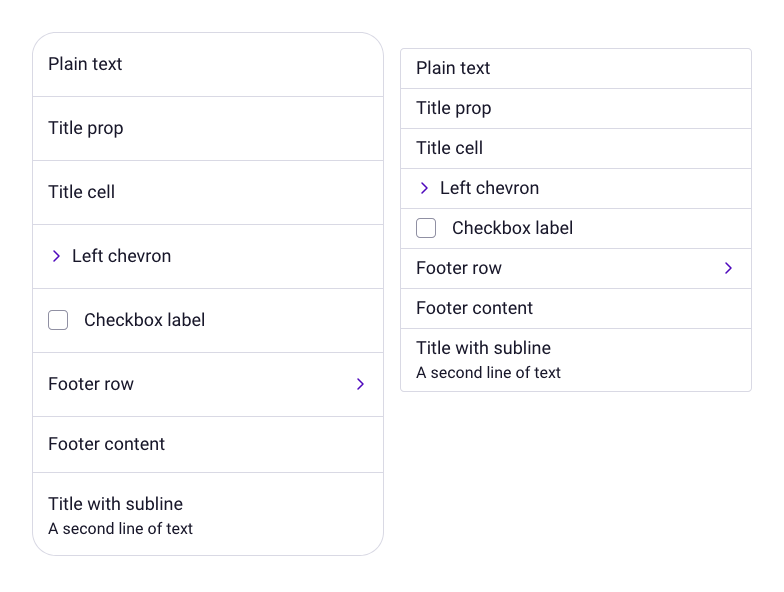 Plain text
Title prop
Title cell
Left chevron
Checkbox label
Footer row
Footer content
Title with subline
A second line of text
Plain text
Title prop
Title cell
Left chevron
Checkbox label
Footer row
Footer content
Title with subline
A second line of text